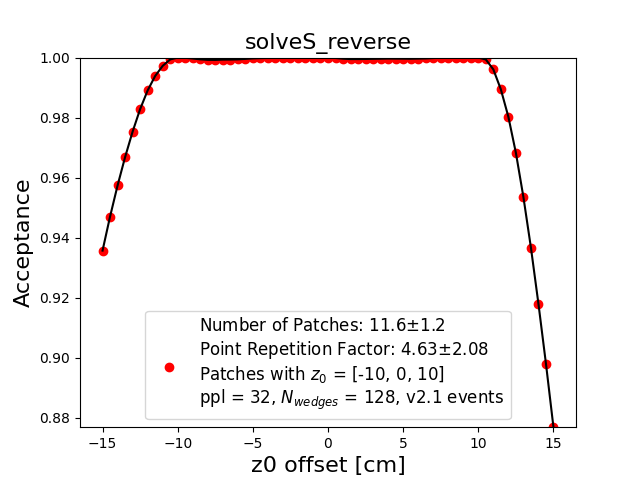 solveS_reverse
Acceptance
1.00
0.98
0.96
0.94
0.92
0.90
0.88
Number of Patches: 11.6±1.2
Point Repetition Factor: 4.63±2.08
Patches with z₀ = [-10, 0, 10]
ppl = 32, N_wedges = 128, v2.1 events
−15 −10 −5 0 5 10 15
z0 offset [cm]